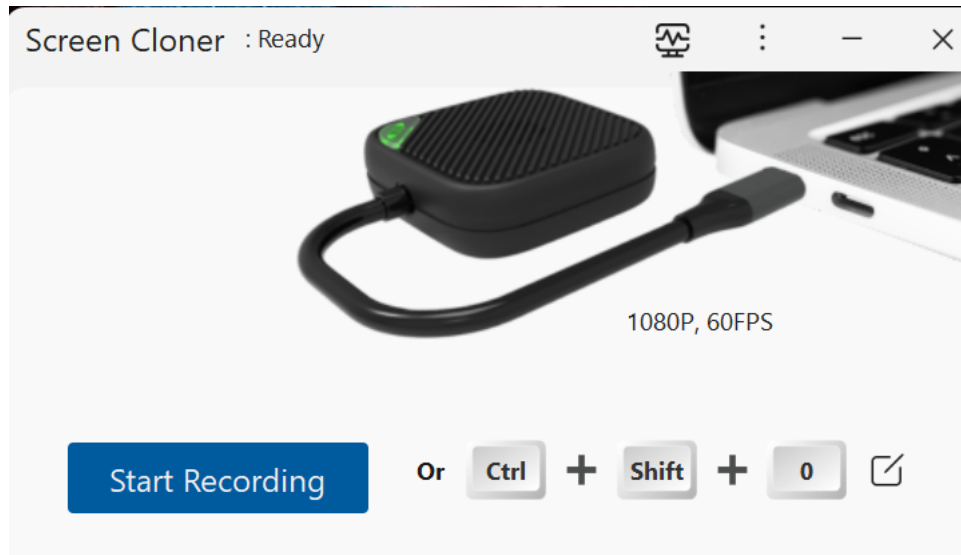 Screen Cloner : Ready
1080P, 60FPS
Start Recording Or Ctrl + Shift + 0